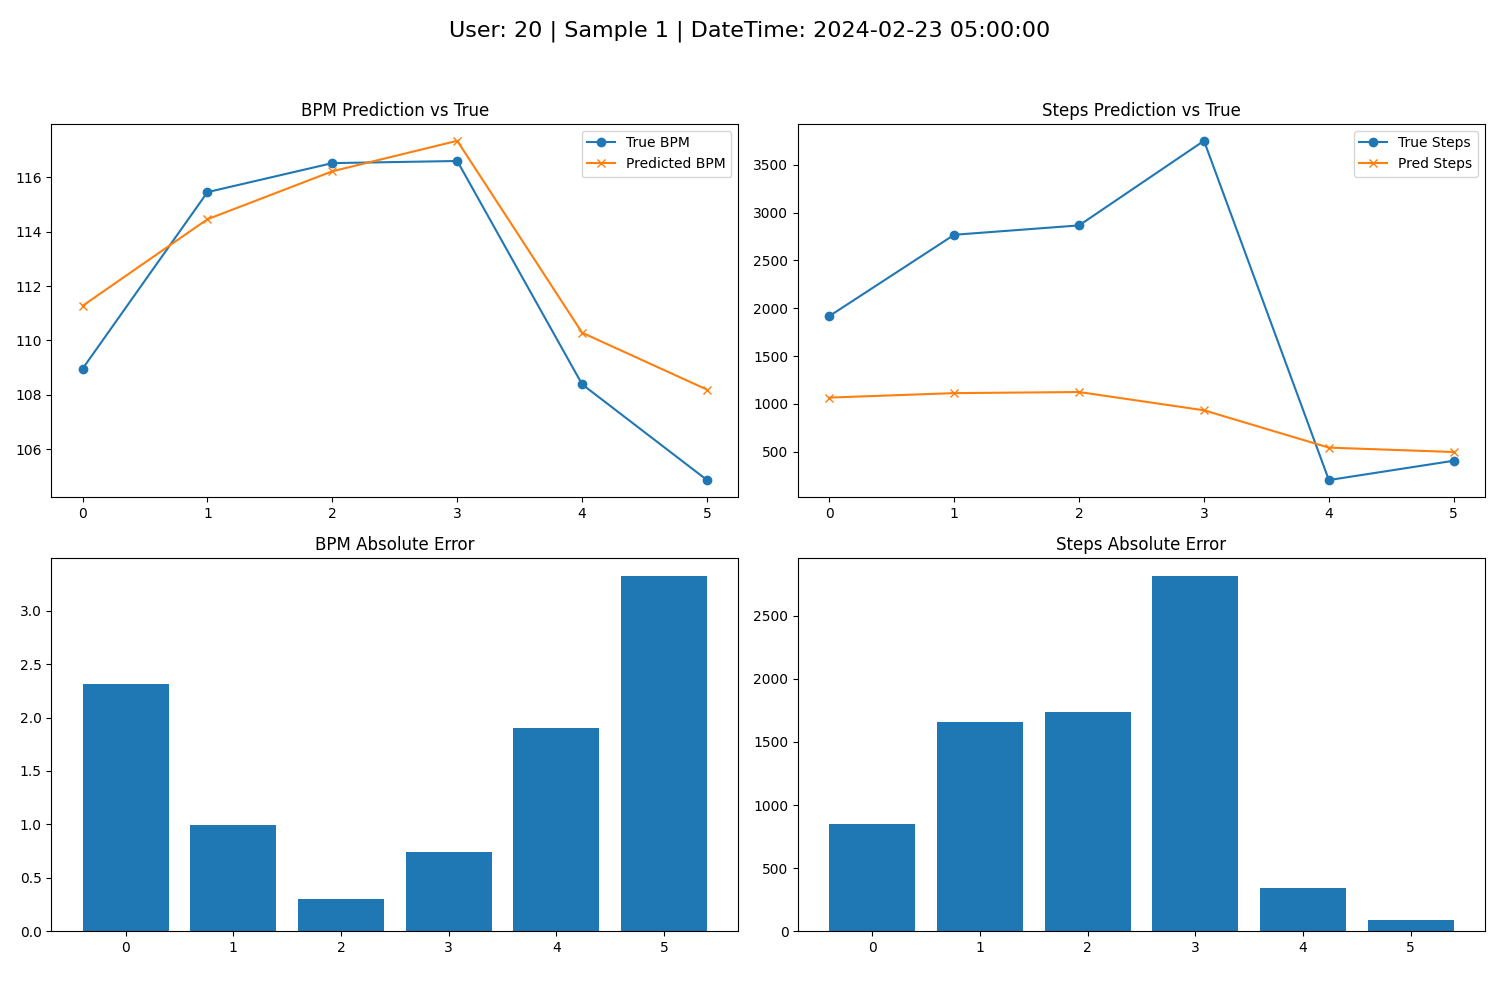 User: 20 | Sample 1 | DateTime: 2024-02-23 05:00:00
BPM Prediction vs True
True BPM
Predicted BPM
116
114
112
110
108
106
0 1 2 3 4 5
Steps Prediction vs True
True Steps
Pred Steps
3500
3000
2500
2000
1500
1000
500
0 1 2 3 4 5
BPM Absolute Error
3.0
2.5
2.0
1.5
1.0
0.5
0.0
0 1 2 3 4 5
Steps Absolute Error
2500
2000
1500
1000
500
0
0 1 2 3 4 5